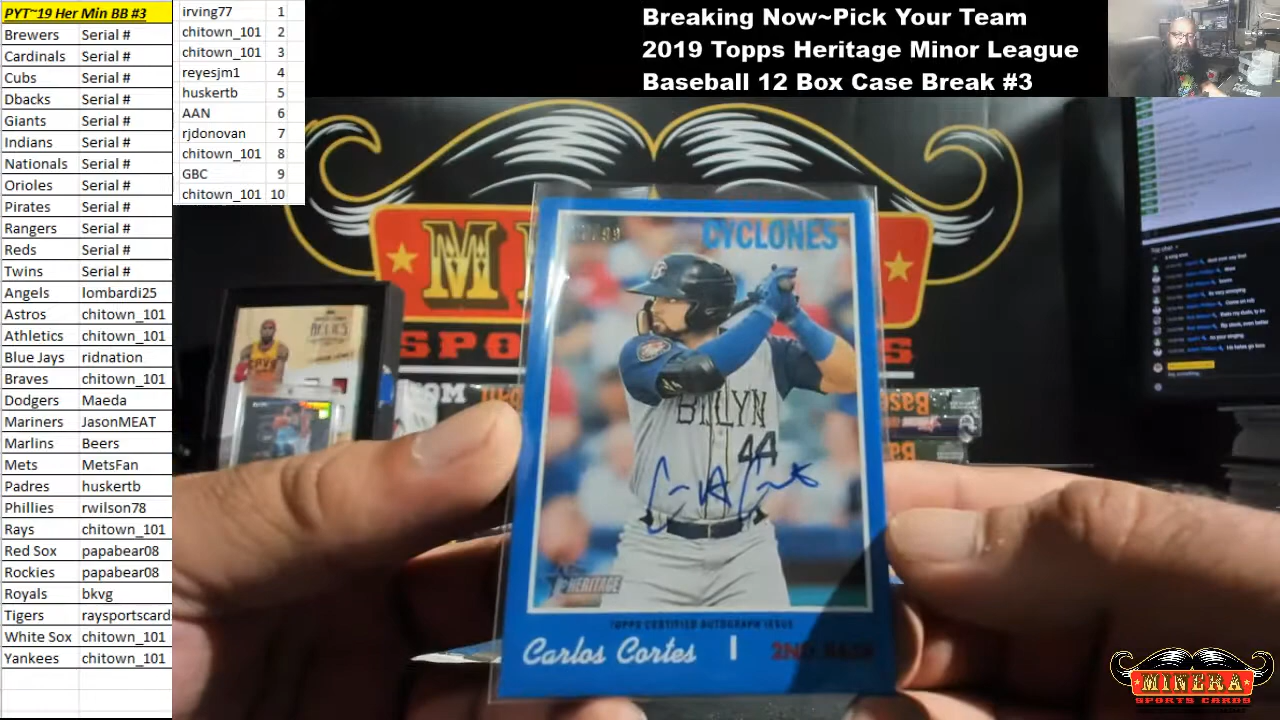 PYT~19 Her Min BB #3
Brewers Serial #
Cardinals Serial #
Cubs Serial #
Dbacks Serial #
Giants Serial #
Indians Serial #
Nationals Serial #
Orioles Serial #
Pirates Serial #
Rangers Serial #
Reds Serial #
Twins Serial #
Angels lombardi25
Astros chitown_101
Athletics chitown_101
Blue Jays ridnation
Braves chitown_101
Dodgers Maeda
Mariners JasonMEAT
Marlins Beers
Mets MetsFan
Padres huskertb
Phillies rwilson78
Rays chitown_101
Red Sox papabear08
Rockies papabear08
Royals bkvg
Tigers raysportscard
White Sox chitown_101
Yankees chitown_101
irving77 1
chitown_101 2
chitown_101 3
reyesjm1 4
huskertb 5
AAN 6
rjdonovan 7
chitown_101 8
GBC 9
chitown_101 10
Breaking Now~Pick Your Team
2019 Topps Heritage Minor League
Baseball 12 Box Case Break #3
CYCLONES
BKLYN
44
HERITAGE
TOPPS CERTIFIED AUTOGRAPH ISSUE
Carlos Cortes | 2ND BASE
MINERA
SPORTS CARDS